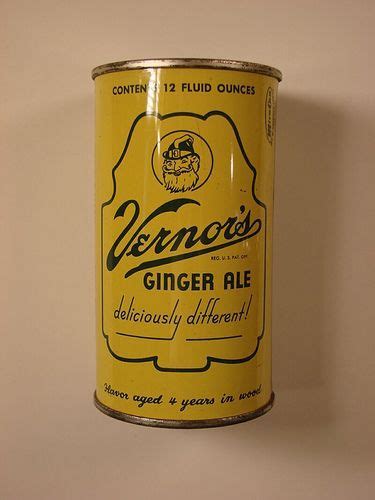 CONTENTS 12 FLUID OUNCES
Vernor's
REG. U.S. PAT. OFF.
GINGER ALE
deliciously different!
flavor aged 4 years in wood